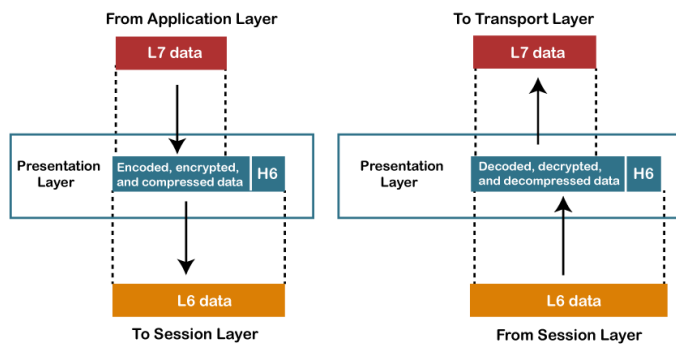 From Application Layer
L7 data
Presentation
Layer
Encoded, encrypted,
and compressed data
H6
L6 data
To Session Layer
To Transport Layer
L7 data
Presentation
Layer
Decoded, decrypted,
and decompressed data
H6
L6 data
From Session Layer